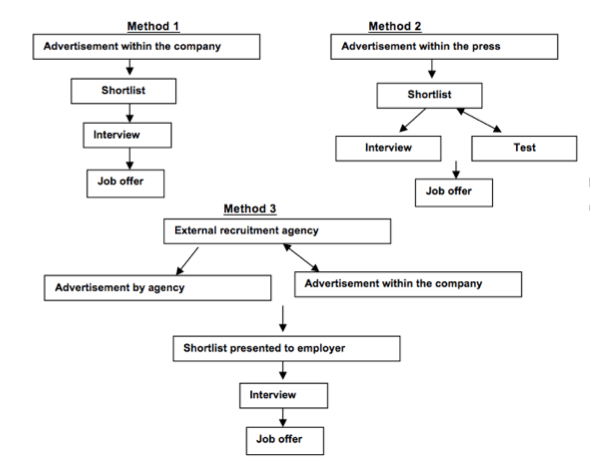 Method 1
Advertisement within the company
Shortlist
Interview
Job offer
Method 2
Advertisement within the press
Shortlist
Interview
Test
Job offer
Method 3
External recruitment agency
Advertisement by agency
Advertisement within the company
Shortlist presented to employer
Interview
Job offer